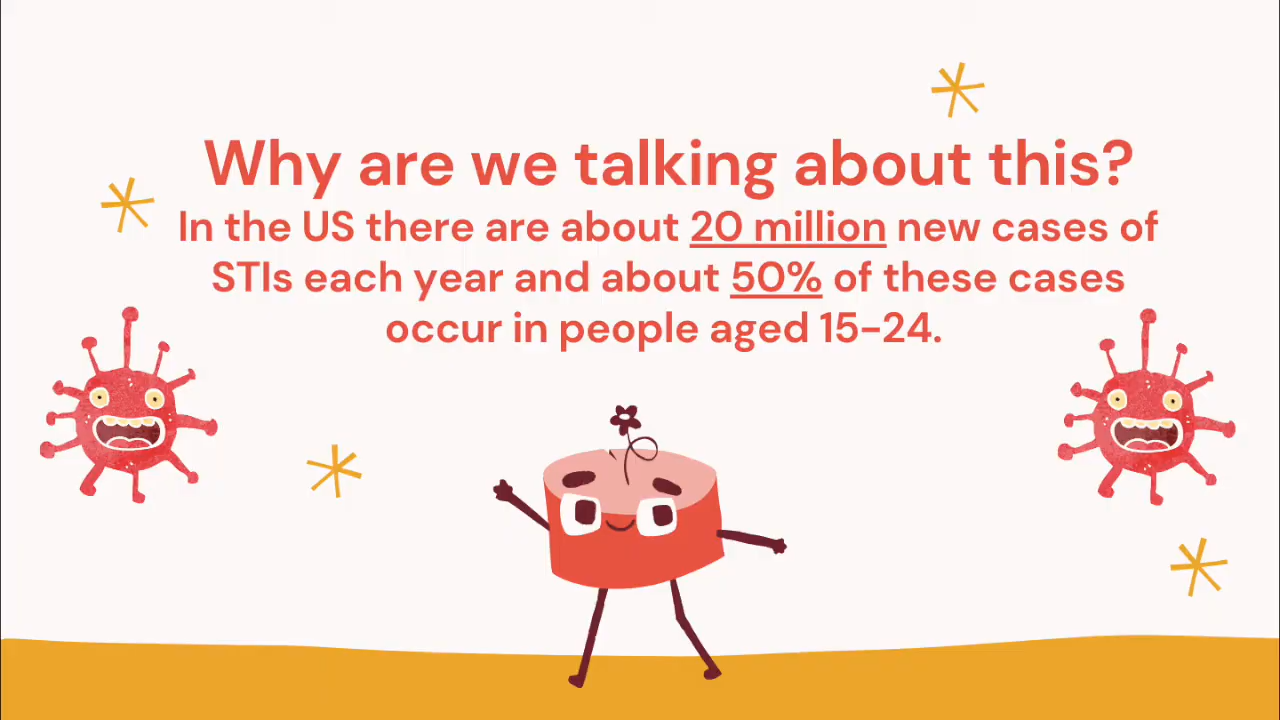 Why are we talking about this?
In the US there are about 20 million new cases of
STIs each year and about 50% of these cases
occur in people aged 15-24.